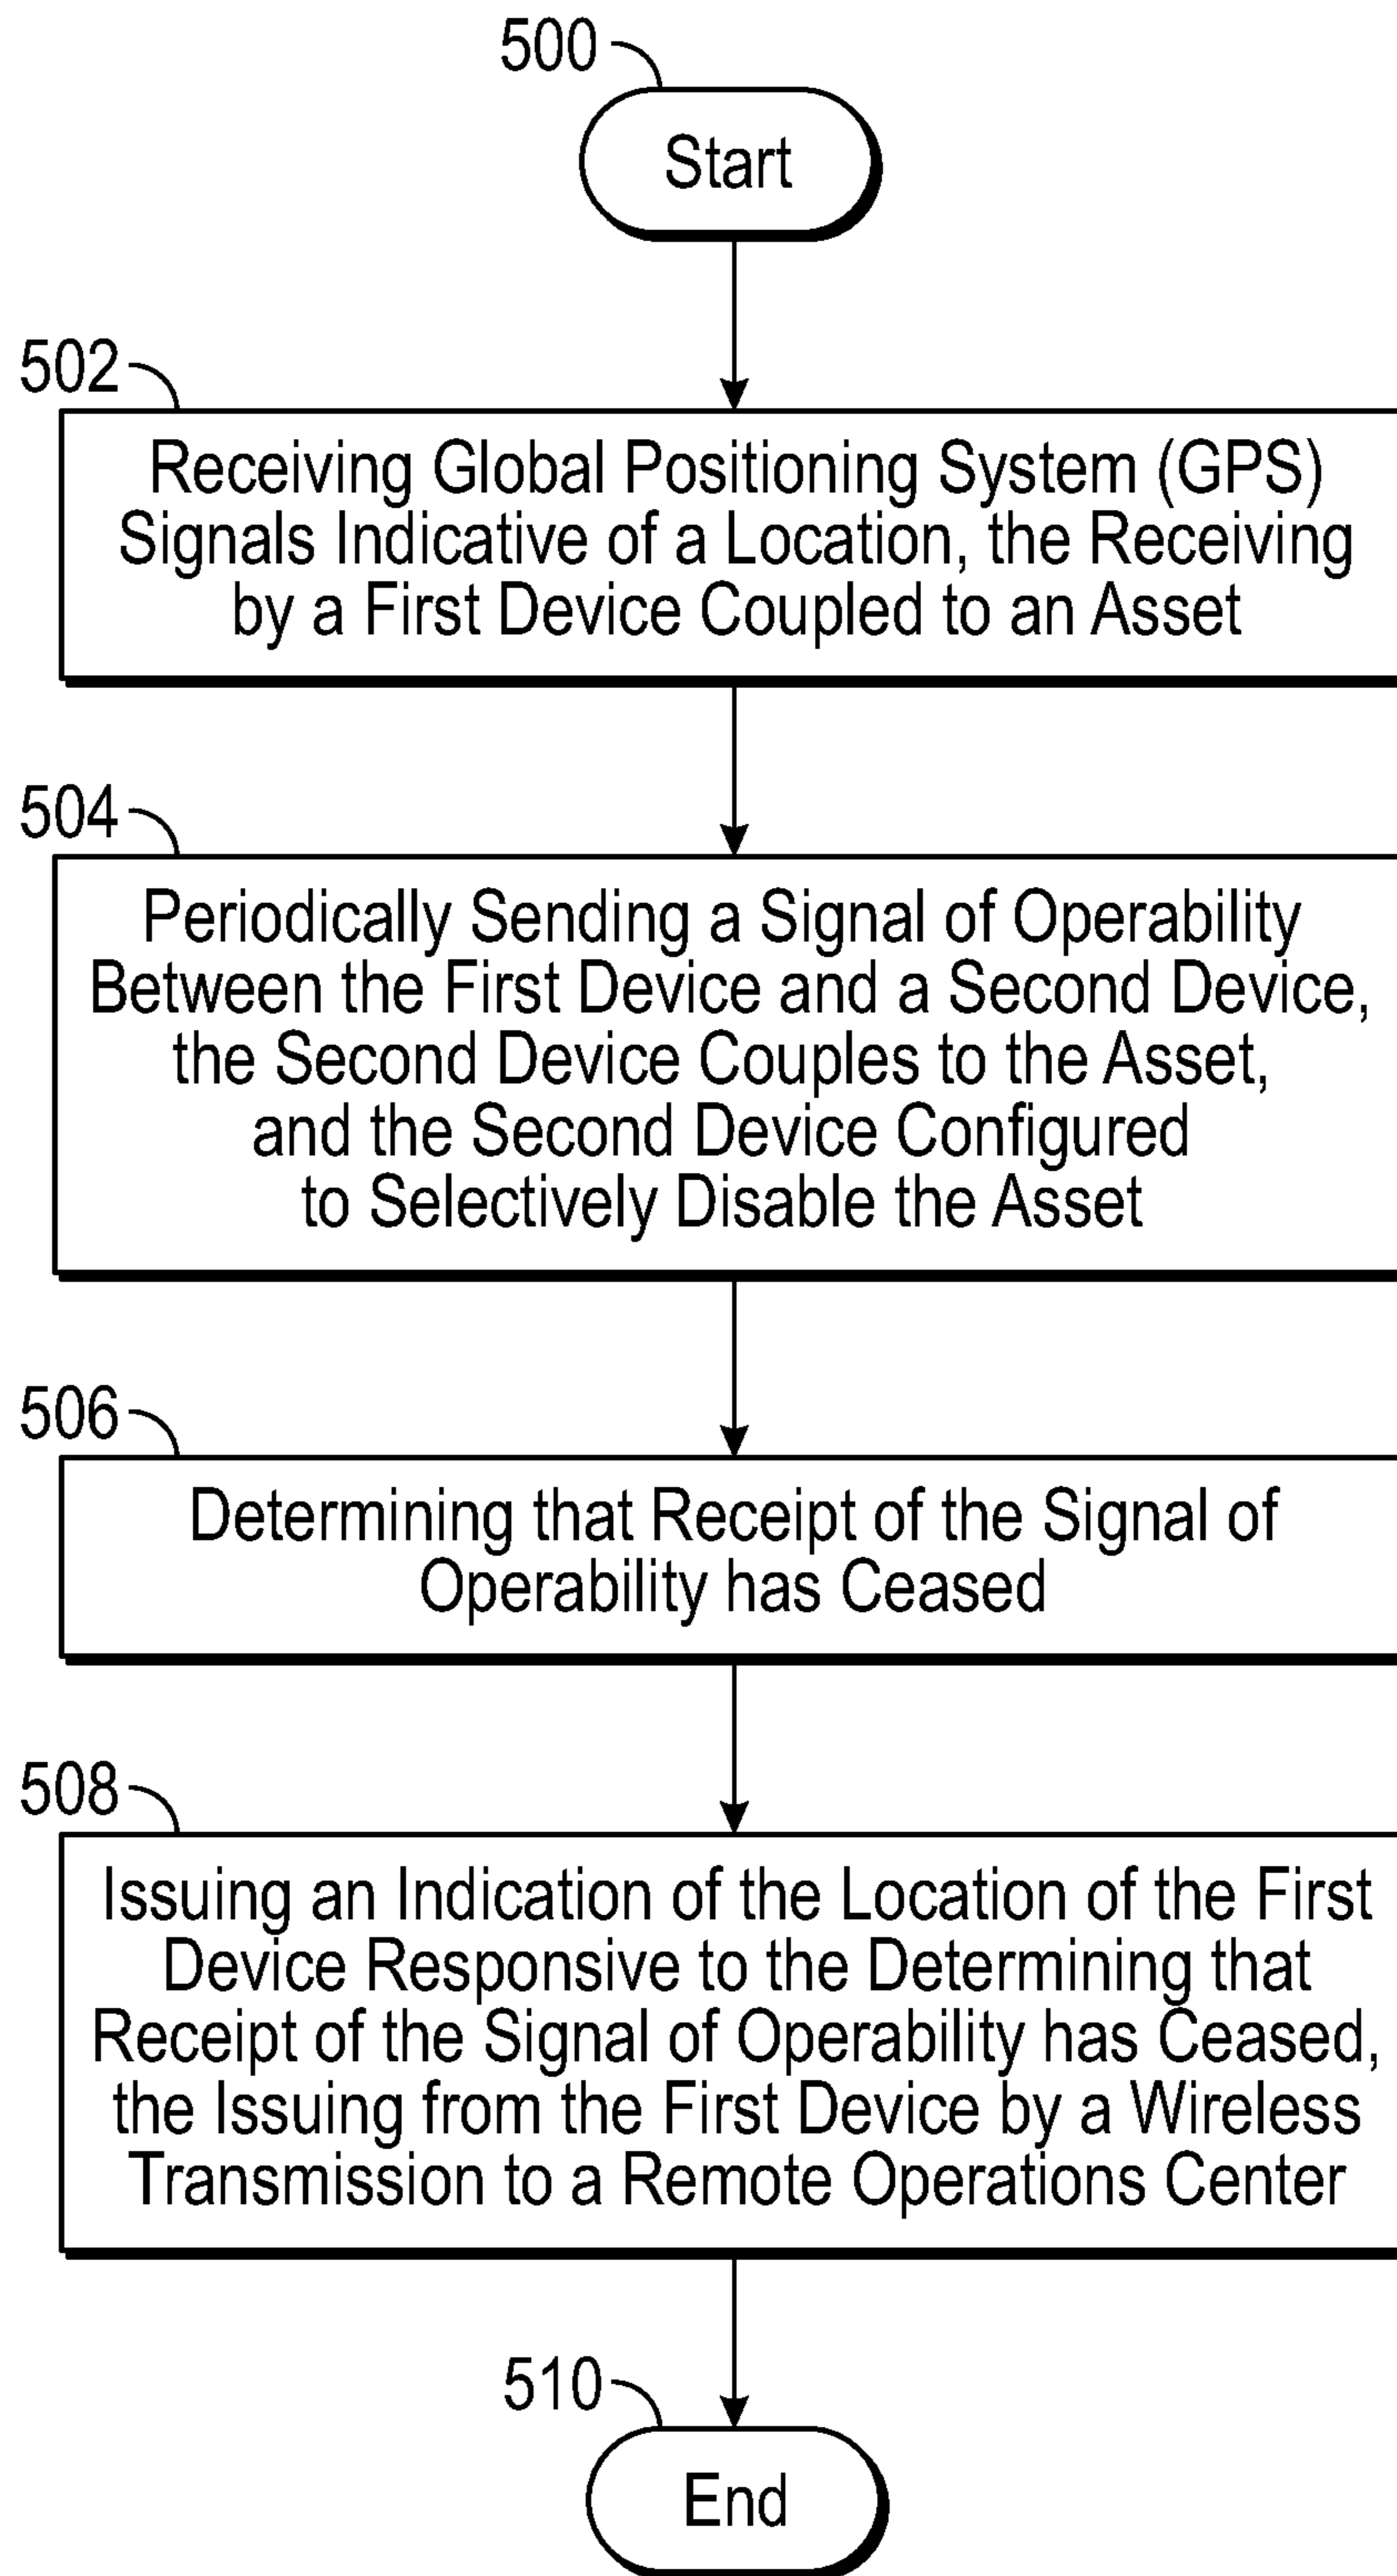 500
Start
502
Receiving Global Positioning System (GPS)
Signals Indicative of a Location, the Receiving
by a First Device Coupled to an Asset
504
Periodically Sending a Signal of Operability
Between the First Device and a Second Device,
the Second Device Couples to the Asset,
and the Second Device Configured
to Selectively Disable the Asset
506
Determining that Receipt of the Signal of
Operability has Ceased
508
Issuing an Indication of the Location of the First
Device Responsive to the Determining that
Receipt of the Signal of Operability has Ceased,
the Issuing from the First Device by a Wireless
Transmission to a Remote Operations Center
510
End